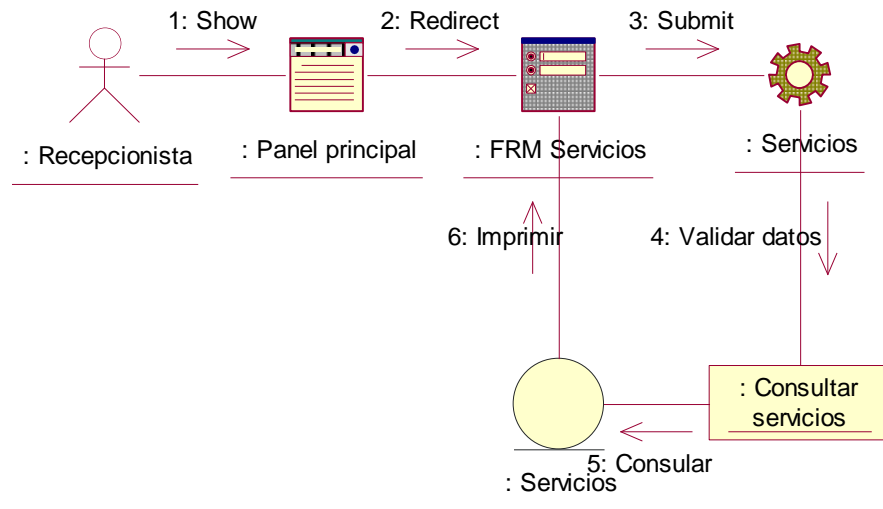 1: Show
2: Redirect
3: Submit
: Recepcionista
: Panel principal
: FRM Servicios
: Servicios
6: Imprimir
4: Validar datos
: Consultar
servicios
5: Consular
: Servicios